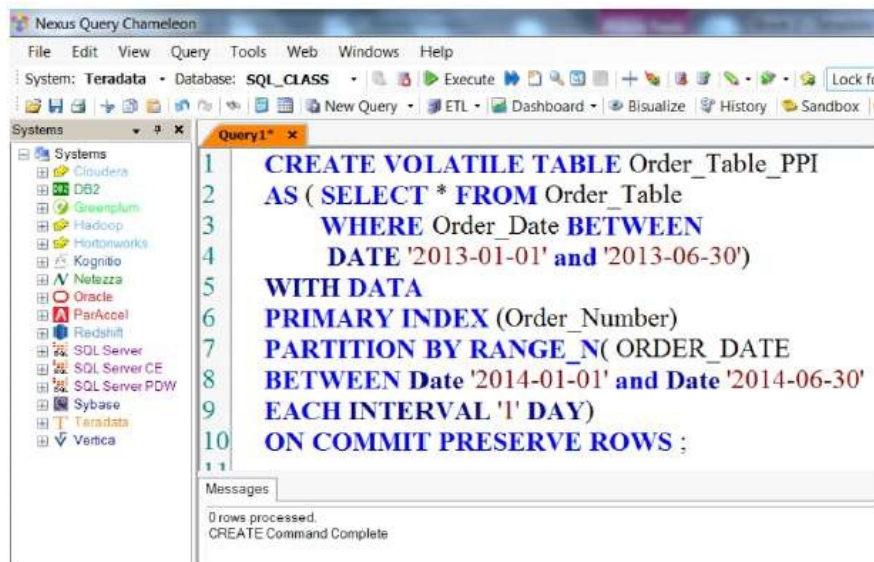 Nexus Query Chameleon
File Edit View Query Tools Web Windows Help
System: Teradata Database: SQL_CLASS Execute Lock fo
New Query ETL Dashboard Bisualize History Sandbox
Systems
Query1*
Systems
Cloudera
DB2
Greenplum
Hadoop
Hortonworks
Kognitio
Netezza
Oracle
ParAccel
Redshift
SQL Server
SQL Server CE
SQL Server PDW
Sybase
Teradata
Vertica
1 CREATE VOLATILE TABLE Order_Table_PPI
2 AS ( SELECT * FROM Order_Table
3 WHERE Order_Date BETWEEN
4 DATE '2013-01-01' and '2013-06-30')
5 WITH DATA
6 PRIMARY INDEX (Order_Number)
7 PARTITION BY RANGE_N( ORDER_DATE
8 BETWEEN Date '2014-01-01' and Date '2014-06-30'
9 EACH INTERVAL '1' DAY)
10 ON COMMIT PRESERVE ROWS ;
11
Messages
0 rows processed.
CREATE Command Complete